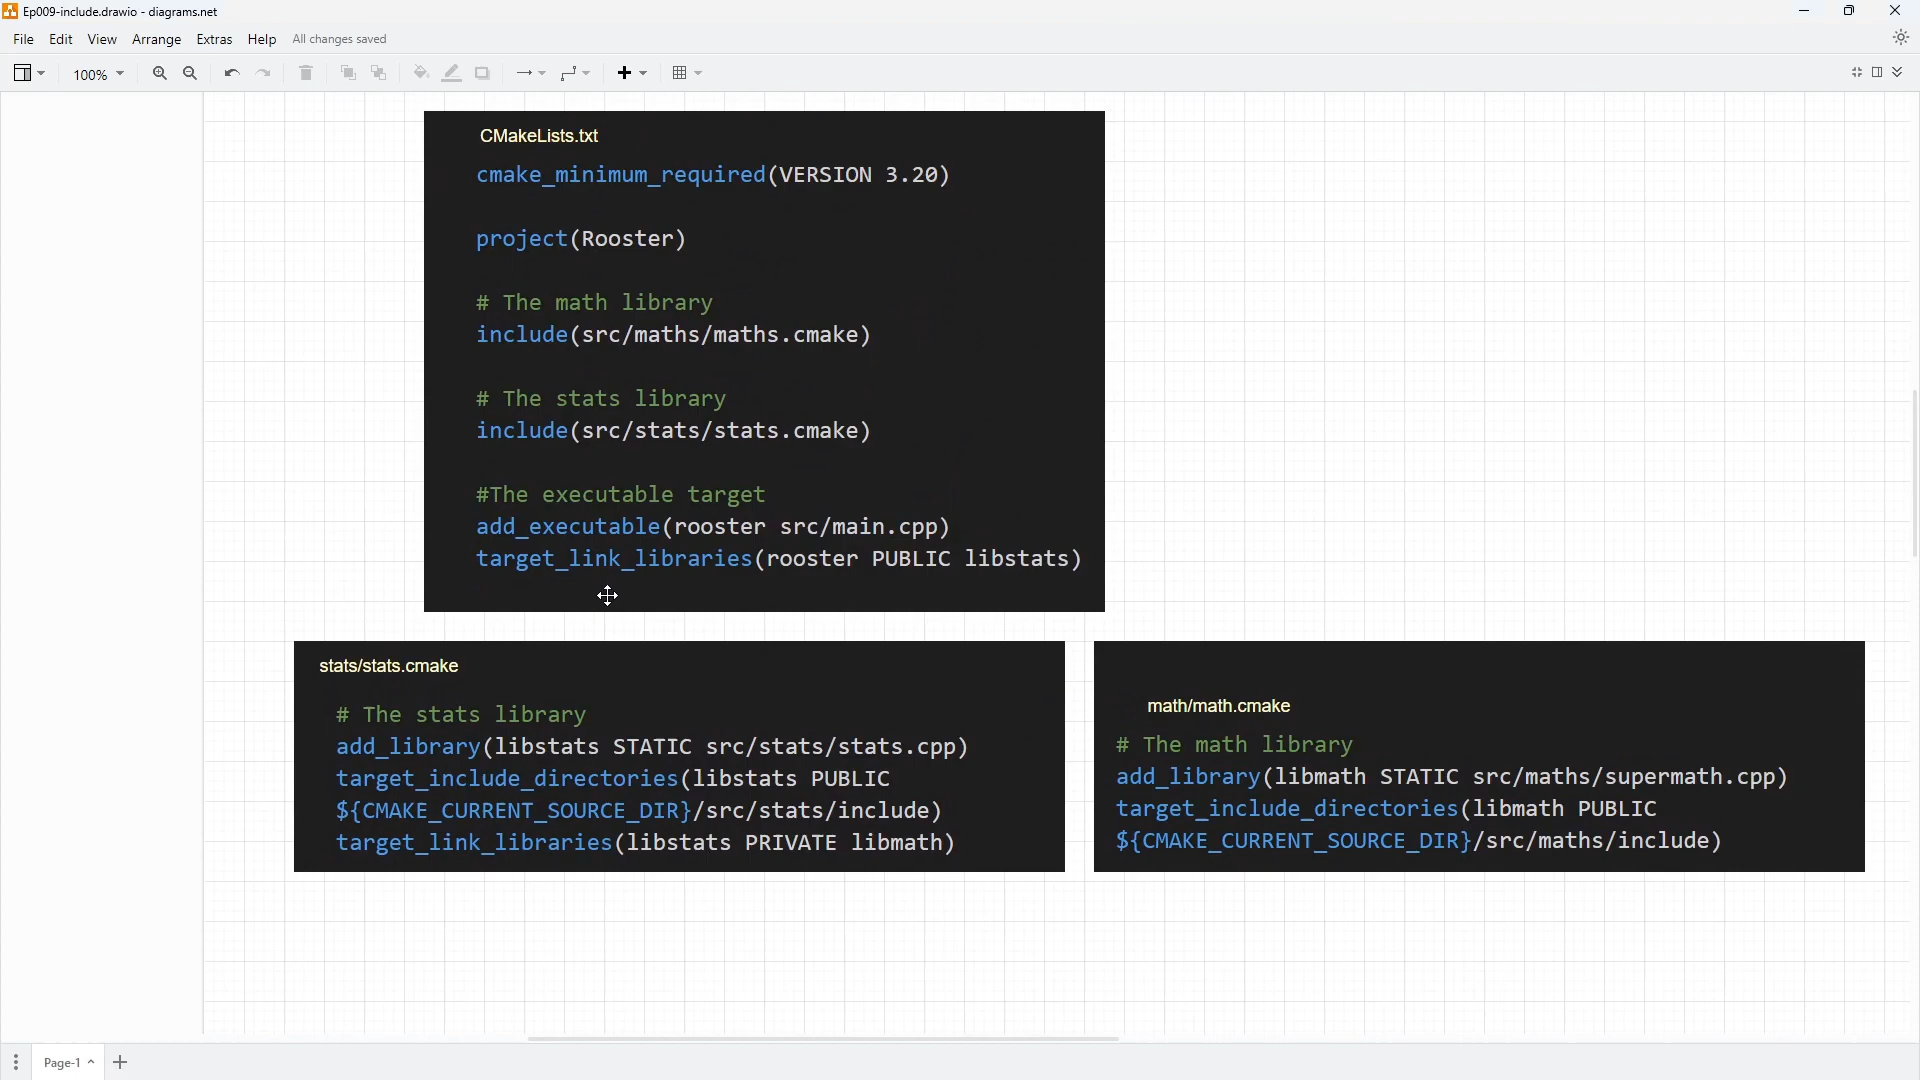 Ep009-include.drawio - diagrams.net
File Edit View Arrange Extras Help All changes saved
100%
CMakeLists.txt
cmake_minimum_required(VERSION 3.20)
project(Rooster)
# The math library
include(src/maths/maths.cmake)
# The stats library
include(src/stats/stats.cmake)
#The executable target
add_executable(rooster src/main.cpp)
target_link_libraries(rooster PUBLIC libstats)
stats/stats.cmake
# The stats library
add_library(libstats STATIC src/stats/stats.cpp)
target_include_directories(libstats PUBLIC
${CMAKE_CURRENT_SOURCE_DIR}/src/stats/include)
target_link_libraries(libstats PRIVATE libmath)
math/math.cmake
# The math library
add_library(libmath STATIC src/maths/supermath.cpp)
target_include_directories(libmath PUBLIC
${CMAKE_CURRENT_SOURCE_DIR}/src/maths/include)
Page-1